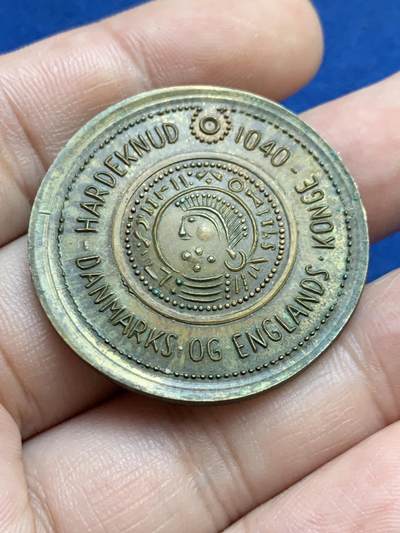 HARDEKNUD 1040 - KONGE · DANMARKS · OG ENGLANDS ·